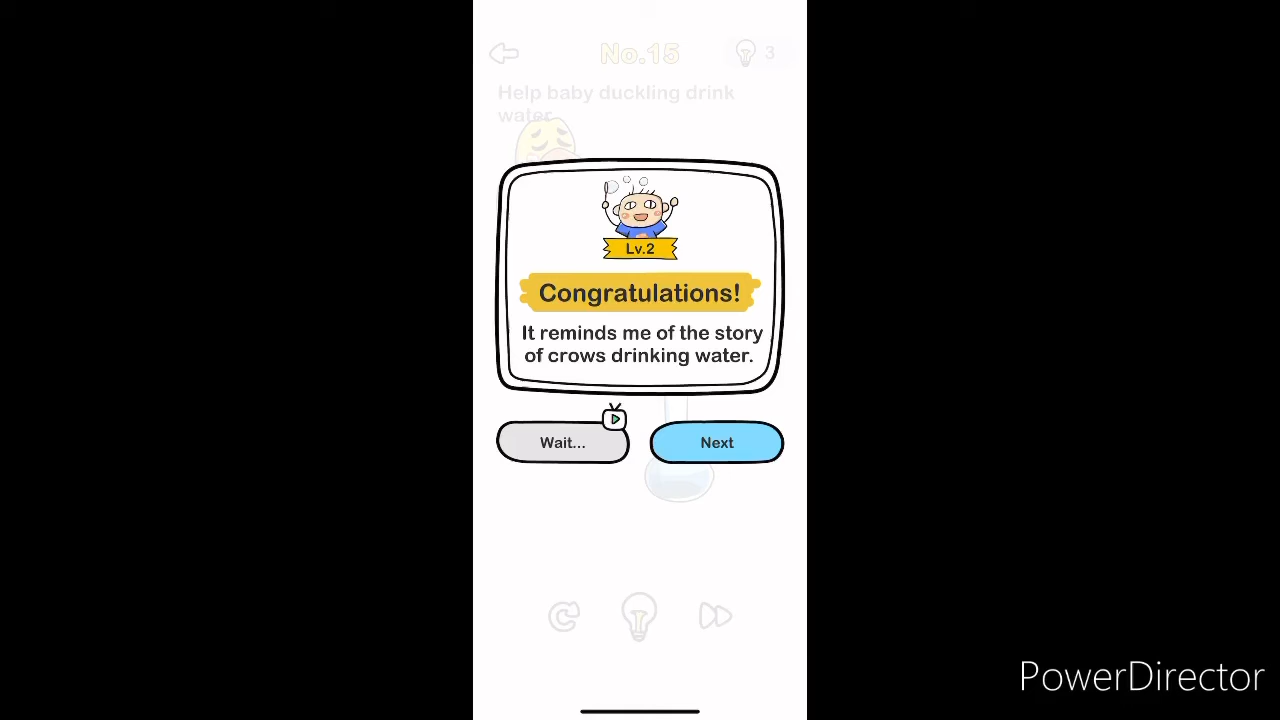 No.15
3
Help baby duckling drink
water
Lv.2
Congratulations!
It reminds me of the story
of crows drinking water.
Wait...
Next
PowerDirector